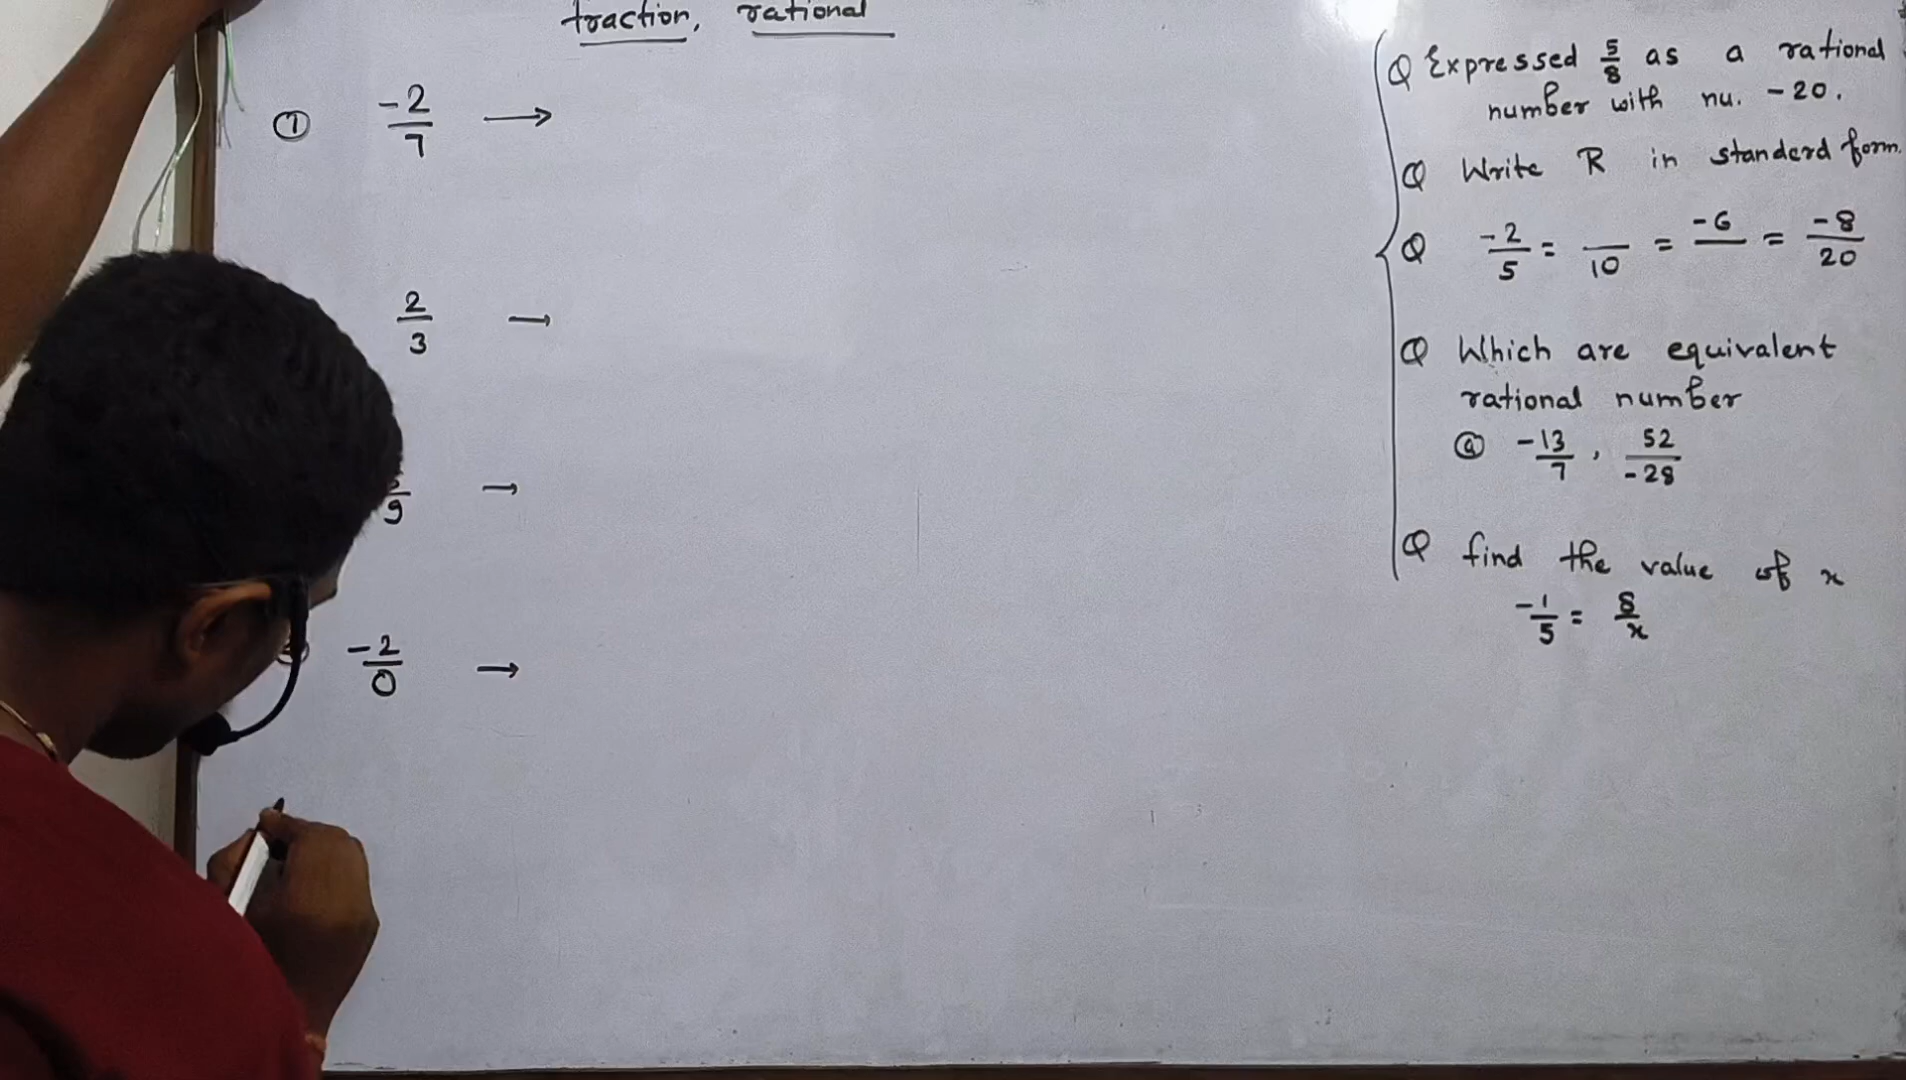 fraction, rational
① -2/7 →
2/3 →
/9 →
-2/0 →
Q Expressed 5/8 as a rational
number with nu. -20.
Q Write R in standerd form.
Q -2/5 = /10 = -6/ = -8/20
Q Which are equivalent
rational number
ⓐ -13/7 , 52/-28
Q find the value of x
-1/5 = 8/x